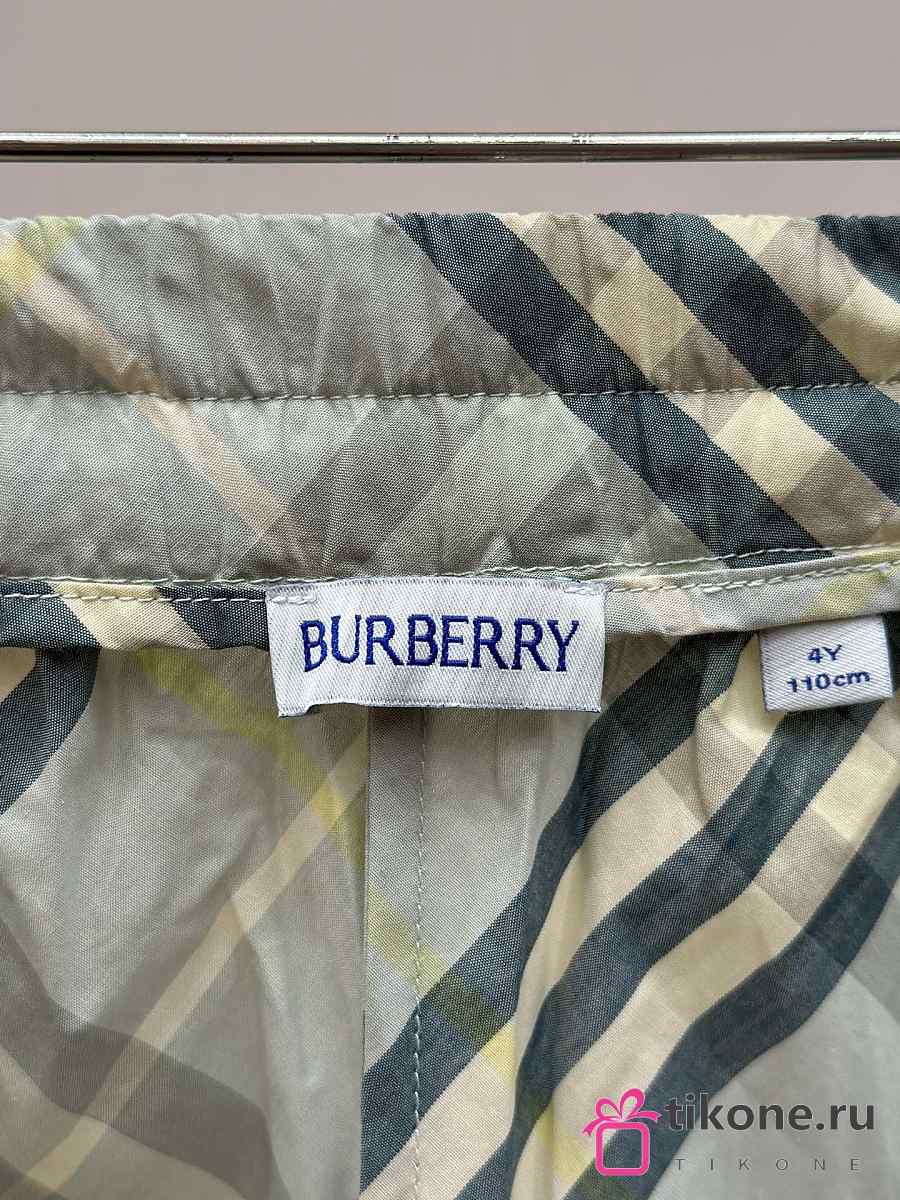 BURBERRY
4Y
110cm
tikone.ru
TIKONE